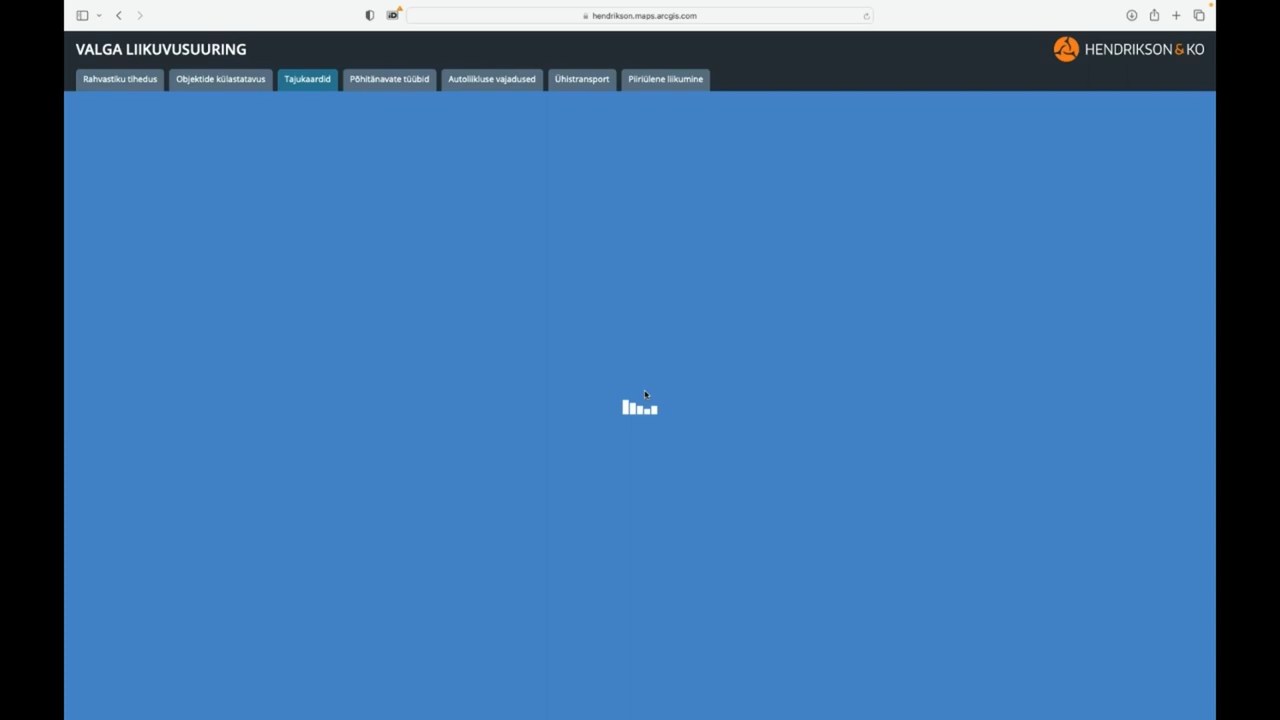 hendrikson.maps.arcgis.com
VALGA LIIKUVUSUURING
HENDRIKSON & KO
Rahvastiku tihedus
Objektide külastatavus
Tajukaardid
Põhitänavate tüübid
Autoliikluse vajadused
Ühistransport
Piiriülene liikumine